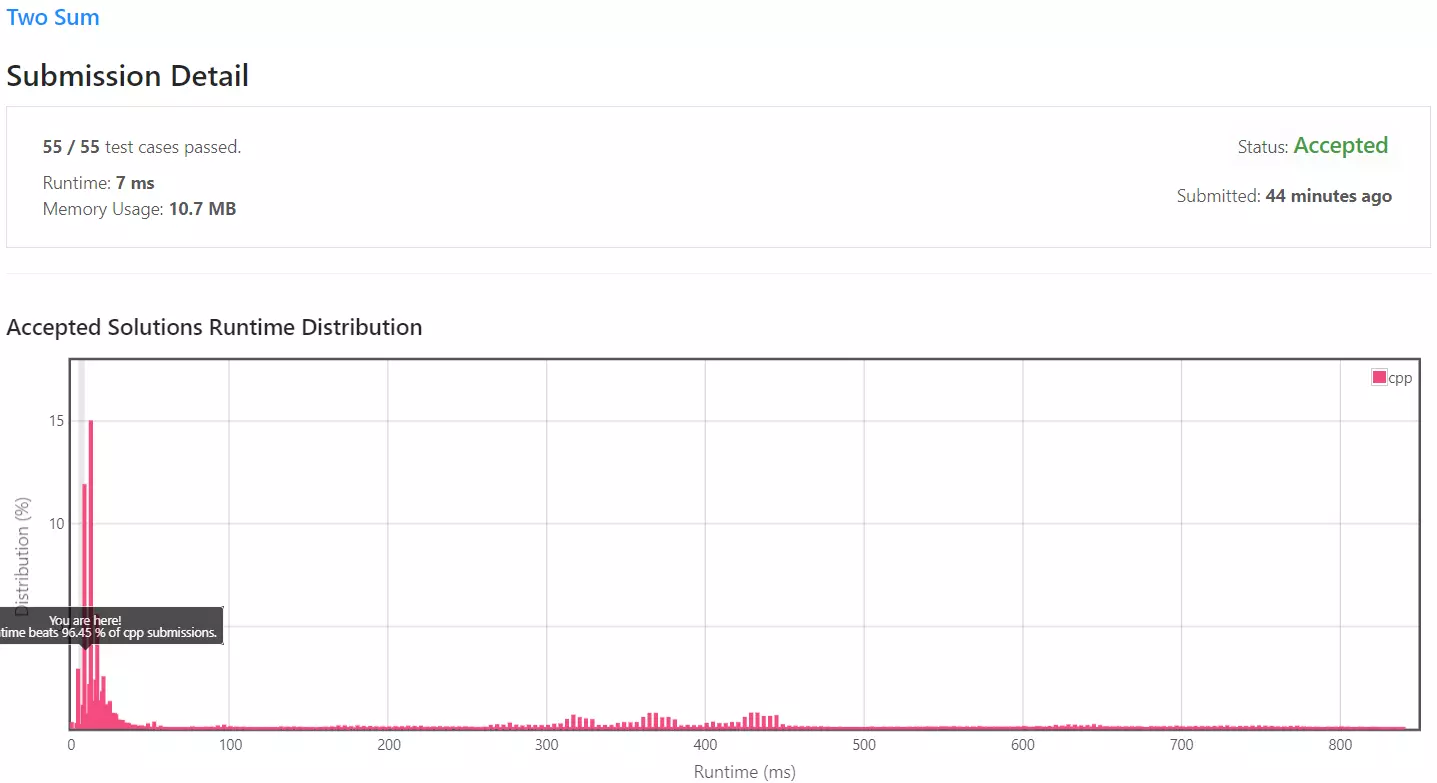 Two Sum
Submission Detail
55 / 55 test cases passed.
Status: Accepted
Runtime: 7 ms
Submitted: 44 minutes ago
Memory Usage: 10.7 MB
Accepted Solutions Runtime Distribution
cpp
15
10
Distribution (%)
You are here!
time beats 96.45 % of cpp submissions.
0 100 200 300 400 500 600 700 800
Runtime (ms)